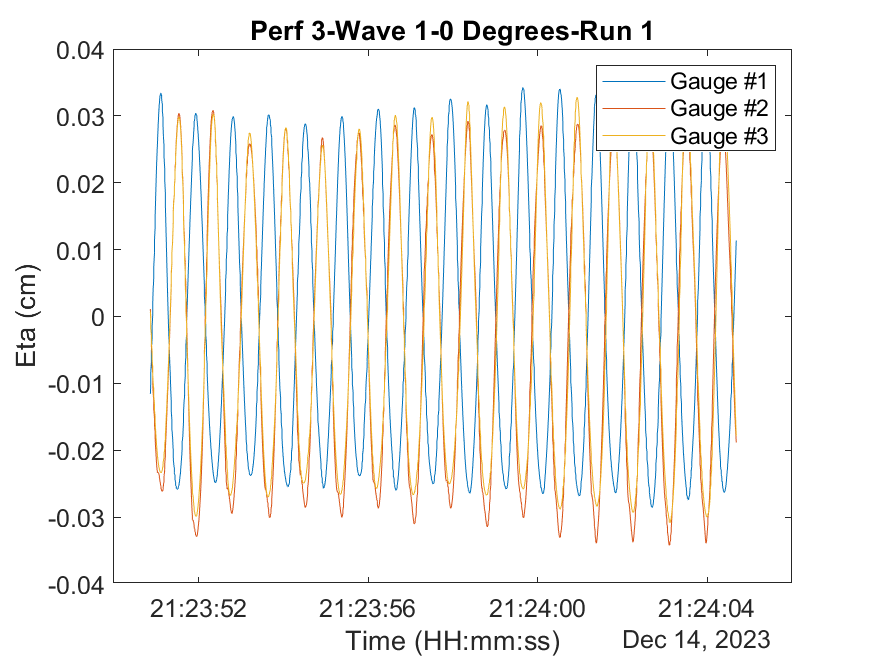 Perf 3-Wave 1-0 Degrees-Run 1
0.04
0.03
0.02
0.01
0
-0.01
-0.02
-0.03
-0.04
Eta (cm)
Gauge #1
Gauge #2
Gauge #3
21:23:52 21:23:56 21:24:00 21:24:04
Time (HH:mm:ss)
Dec 14, 2023